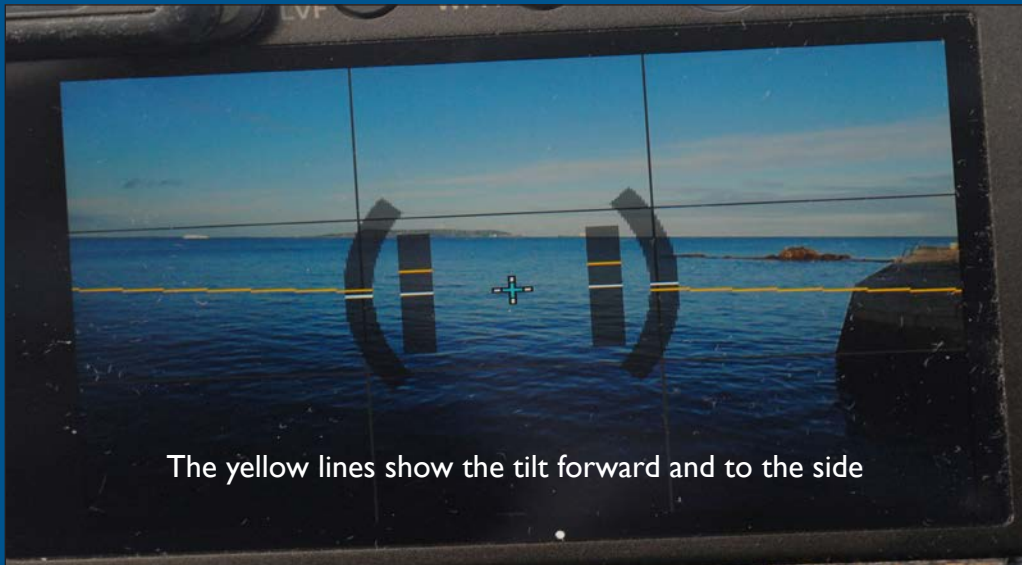 LVF
The yellow lines show the tilt forward and to the side